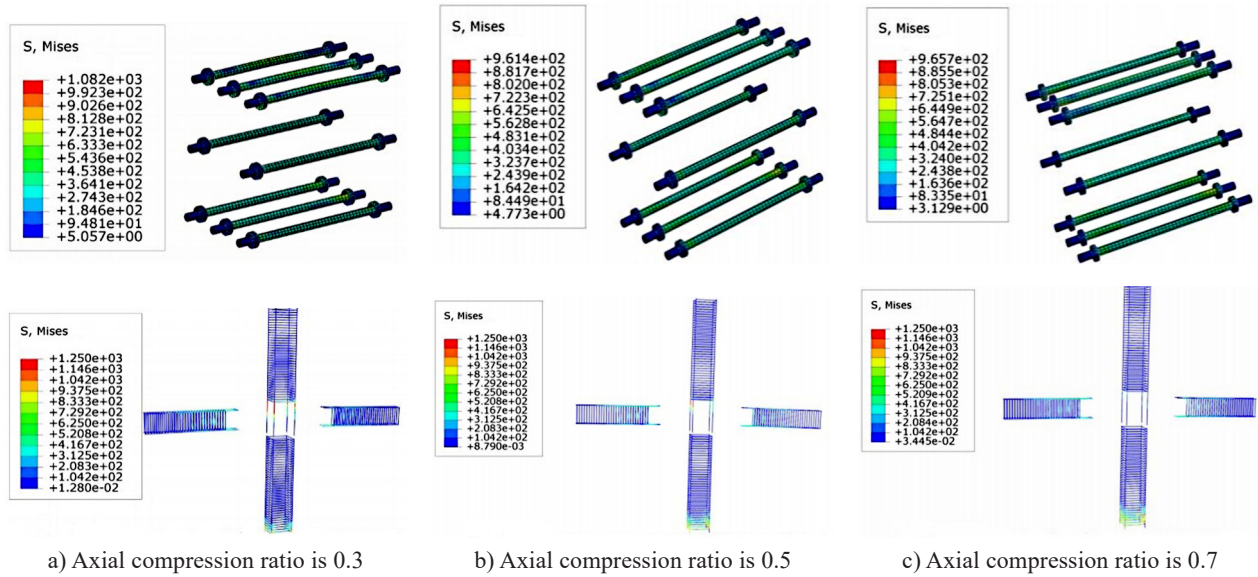 S, Mises
+1.082e+03
+9.923e+02
+9.026e+02
+8.128e+02
+7.231e+02
+6.333e+02
+5.436e+02
+4.538e+02
+3.641e+02
+2.743e+02
+1.846e+02
+9.481e+01
+5.057e+00
S, Mises
+9.614e+02
+8.817e+02
+8.020e+02
+7.223e+02
+6.425e+02
+5.628e+02
+4.831e+02
+4.034e+02
+3.237e+02
+2.439e+02
+1.642e+02
+8.449e+01
+4.773e+00
S, Mises
+9.657e+02
+8.855e+02
+8.053e+02
+7.251e+02
+6.449e+02
+5.647e+02
+4.844e+02
+4.042e+02
+3.240e+02
+2.438e+02
+1.636e+02
+8.335e+01
+3.129e+00
S, Mises
+1.250e+03
+1.146e+03
+1.042e+03
+9.375e+02
+8.333e+02
+7.292e+02
+6.250e+02
+5.208e+02
+4.167e+02
+3.125e+02
+2.083e+02
+1.042e+02
+1.280e-02
S, Mises
+1.250e+03
+1.146e+03
+1.042e+03
+9.375e+02
+8.333e+02
+7.292e+02
+6.250e+02
+5.208e+02
+4.167e+02
+3.125e+02
+2.083e+02
+1.042e+02
+8.790e-03
S, Mises
+1.250e+03
+1.146e+03
+1.042e+03
+9.375e+02
+8.333e+02
+7.292e+02
+6.250e+02
+5.209e+02
+4.167e+02
+3.125e+02
+2.084e+02
+1.042e+02
+3.445e-02
a) Axial compression ratio is 0.3
b) Axial compression ratio is 0.5
c) Axial compression ratio is 0.7